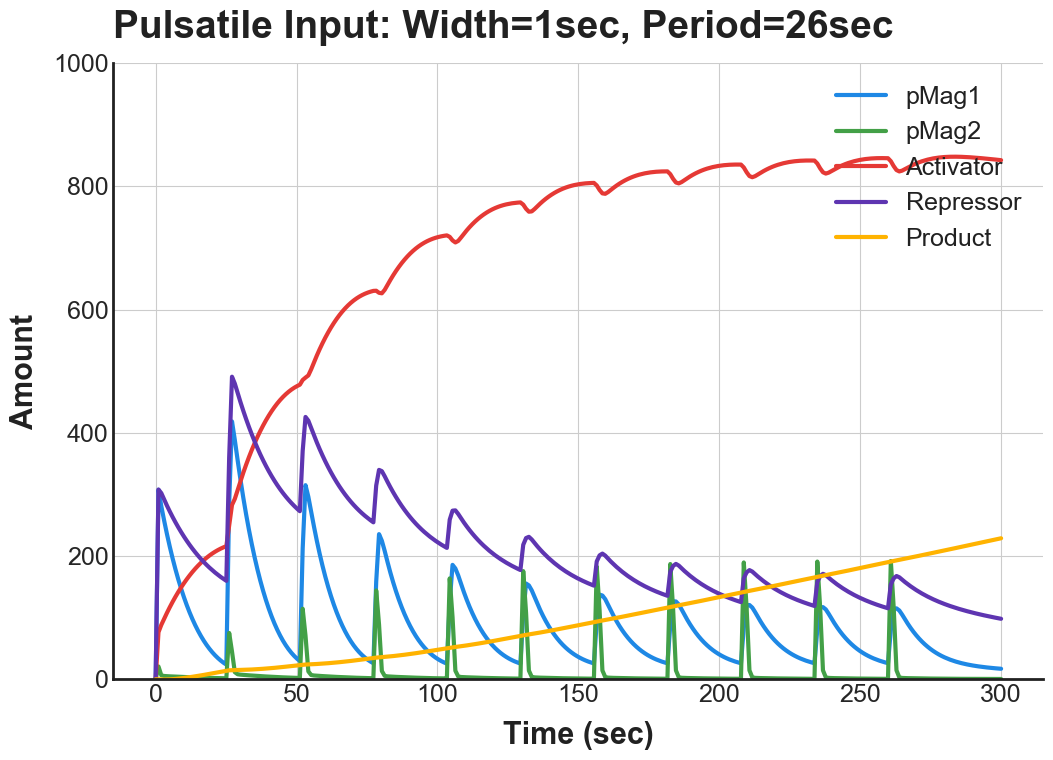 Pulsatile Input: Width=1sec, Period=26sec
1000
800
600
400
200
0
Amount
0 50 100 150 200 250 300
Time (sec)
pMag1
pMag2
Activator
Repressor
Product